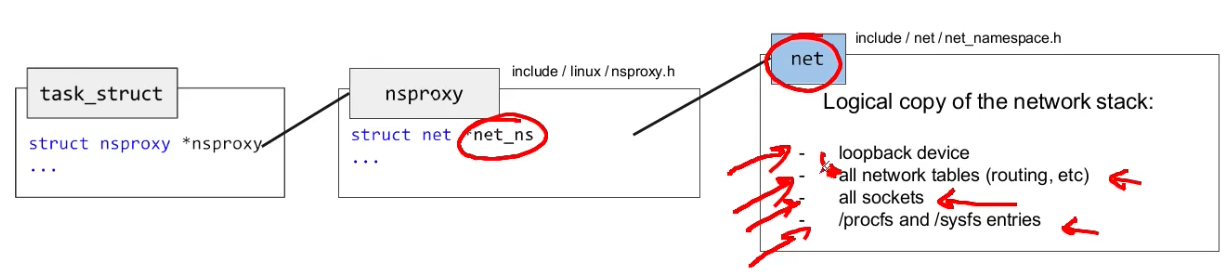 task_struct
struct nsproxy *nsproxy
...
include / linux / nsproxy.h
nsproxy
struct net *net_ns
...
include / net / net_namespace.h
net
Logical copy of the network stack:
- loopback device
- all network tables (routing, etc)
- all sockets
- /procfs and /sysfs entries